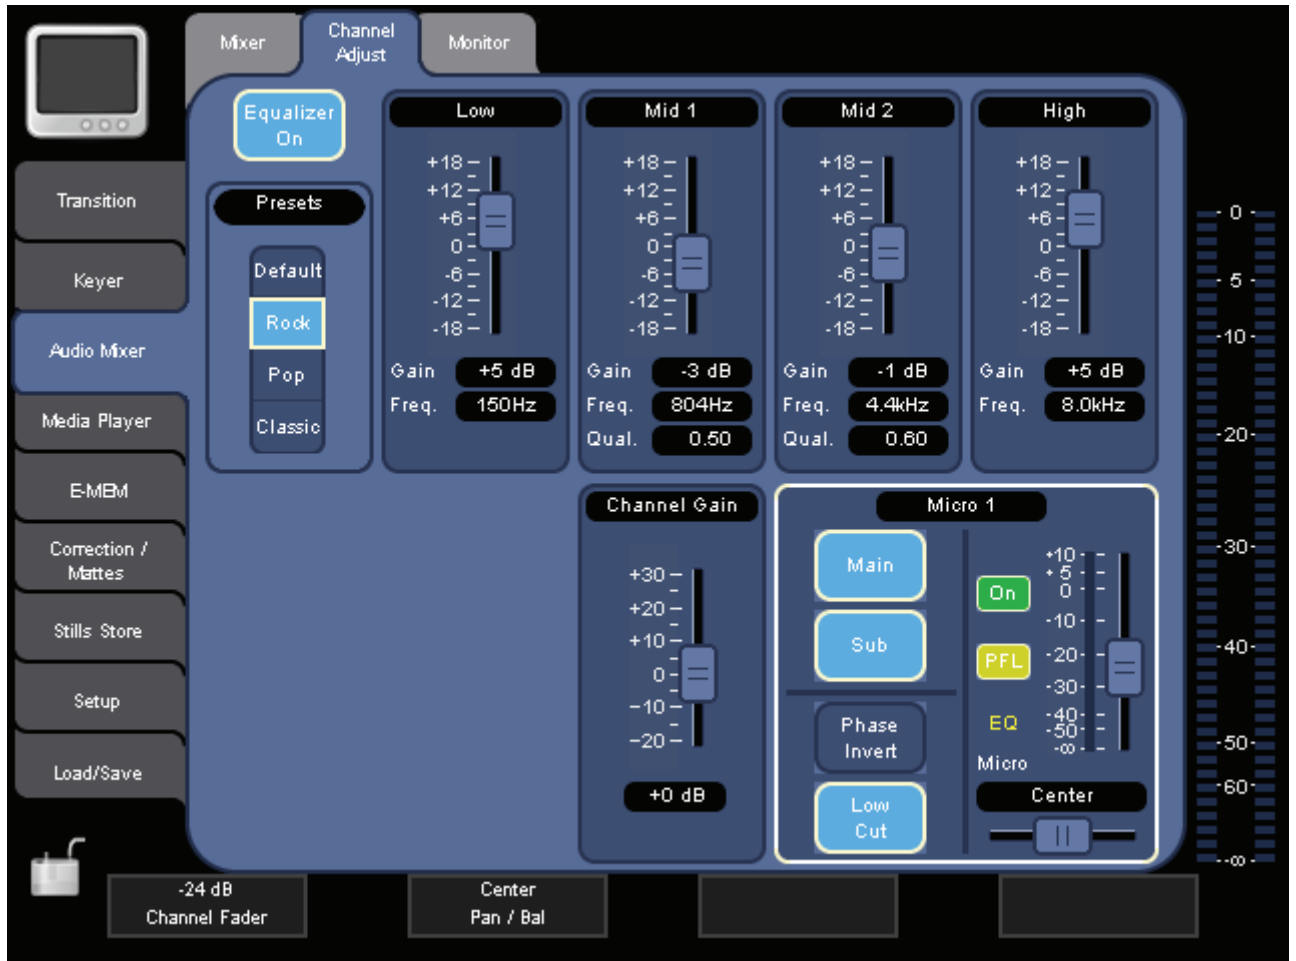 Mixer
Channel
Adjust
Monitor
Equalizer
On
Presets
Default
Rock
Pop
Classic
Low
+18
+12
+6
0
-6
-12
-18
Gain +5 dB
Freq. 150Hz
Mid 1
+18
+12
+6
0
-6
-12
-18
Gain -3 dB
Freq. 804Hz
Qual. 0.50
Mid 2
+18
+12
+6
0
-6
-12
-18
Gain -1 dB
Freq. 4.4kHz
Qual. 0.60
High
+18
+12
+6
0
-6
-12
-18
Gain +5 dB
Freq. 8.0kHz
Transition
Keyer
Audio Mixer
Media Player
E-MEM
Correction /
Mattes
Stills Store
Setup
Load/Save
Channel Gain
+30
+20
+10
0
-10
-20
+0 dB
Micro 1
Main
Sub
Phase
Invert
Low
Cut
On
PFL
EQ
Micro
+10
+5
0
-10
-20
-30
-40
-50
-∞
Center
0
5
-10-
-20-
-30-
-40-
-50-
-60-
-∞
-24 dB
Channel Fader
Center
Pan / Bal